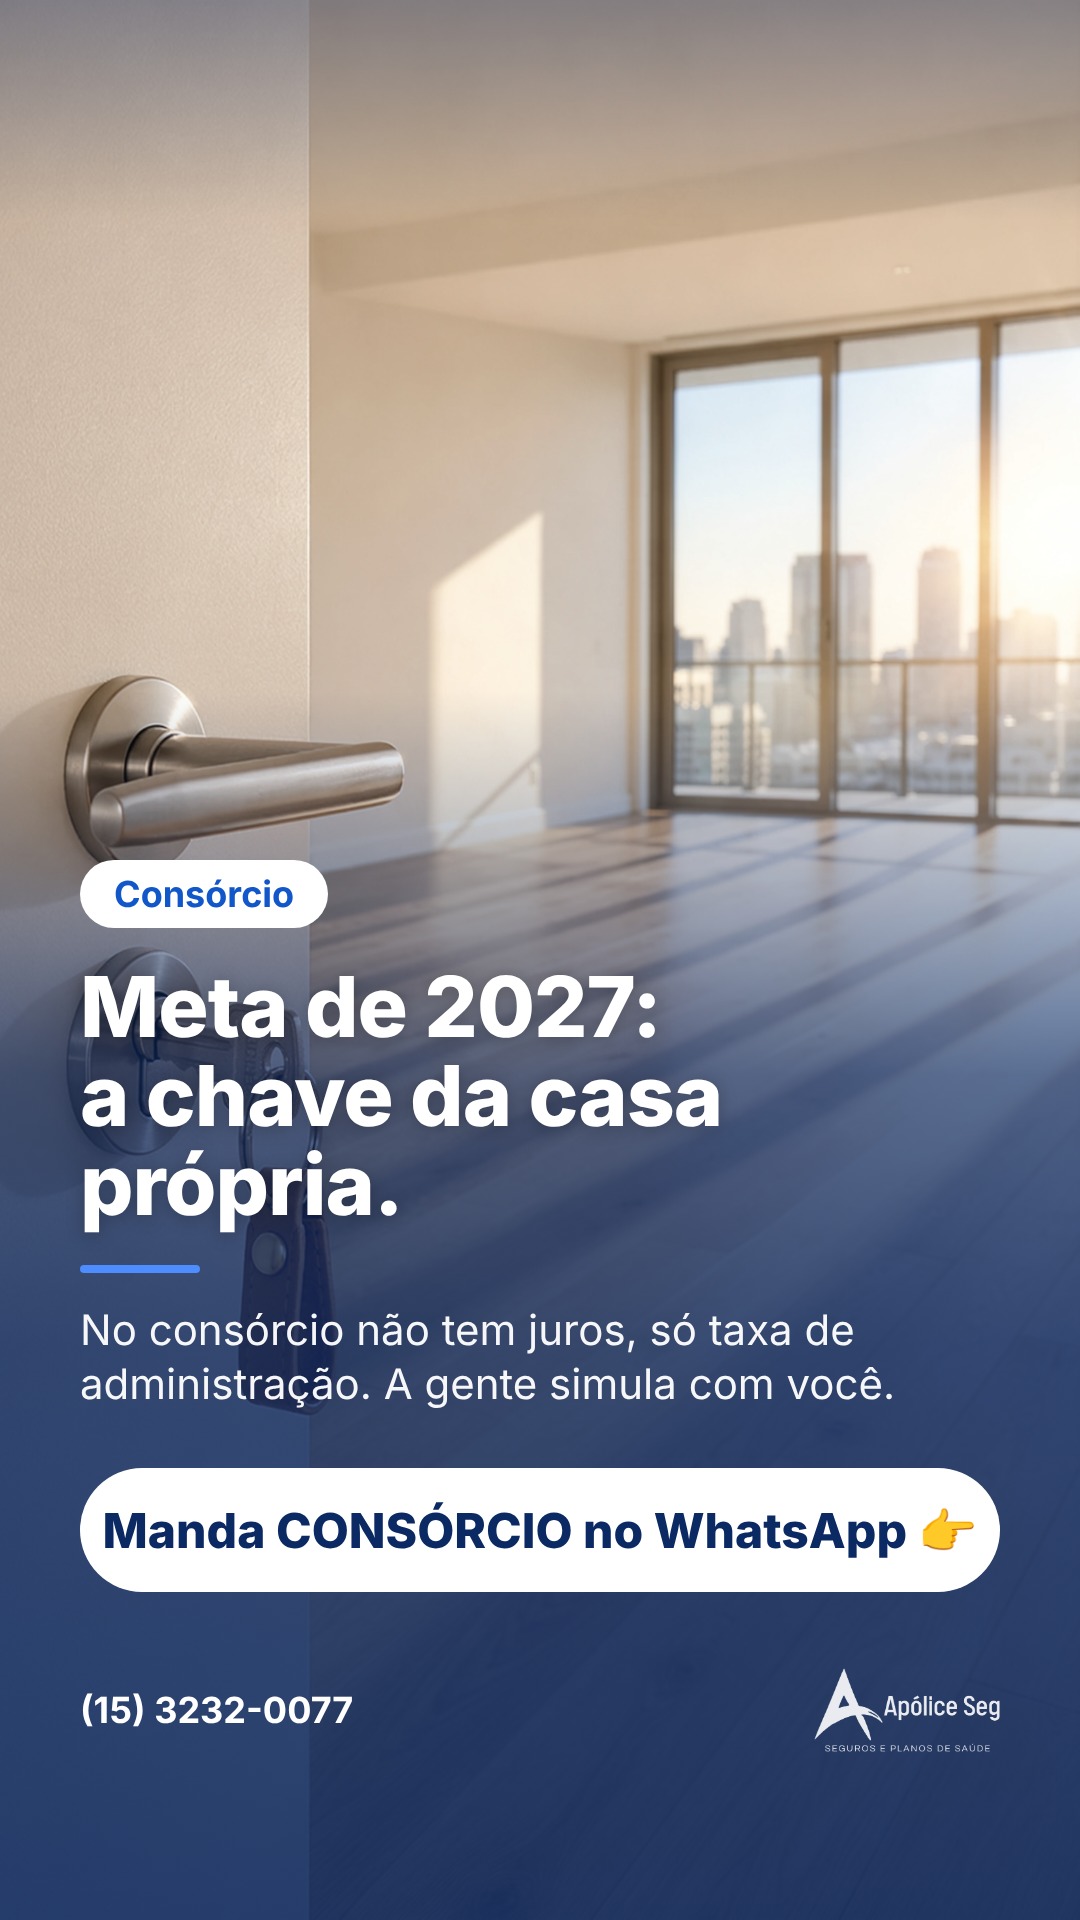 Consórcio
Meta de 2027:
a chave da casa
própria.
No consórcio não tem juros, só taxa de
administração. A gente simula com você.
Manda CONSÓRCIO no WhatsApp 👉
(15) 3232-0077
Apólice Seg
SEGUROS E PLANOS DE SAÚDE